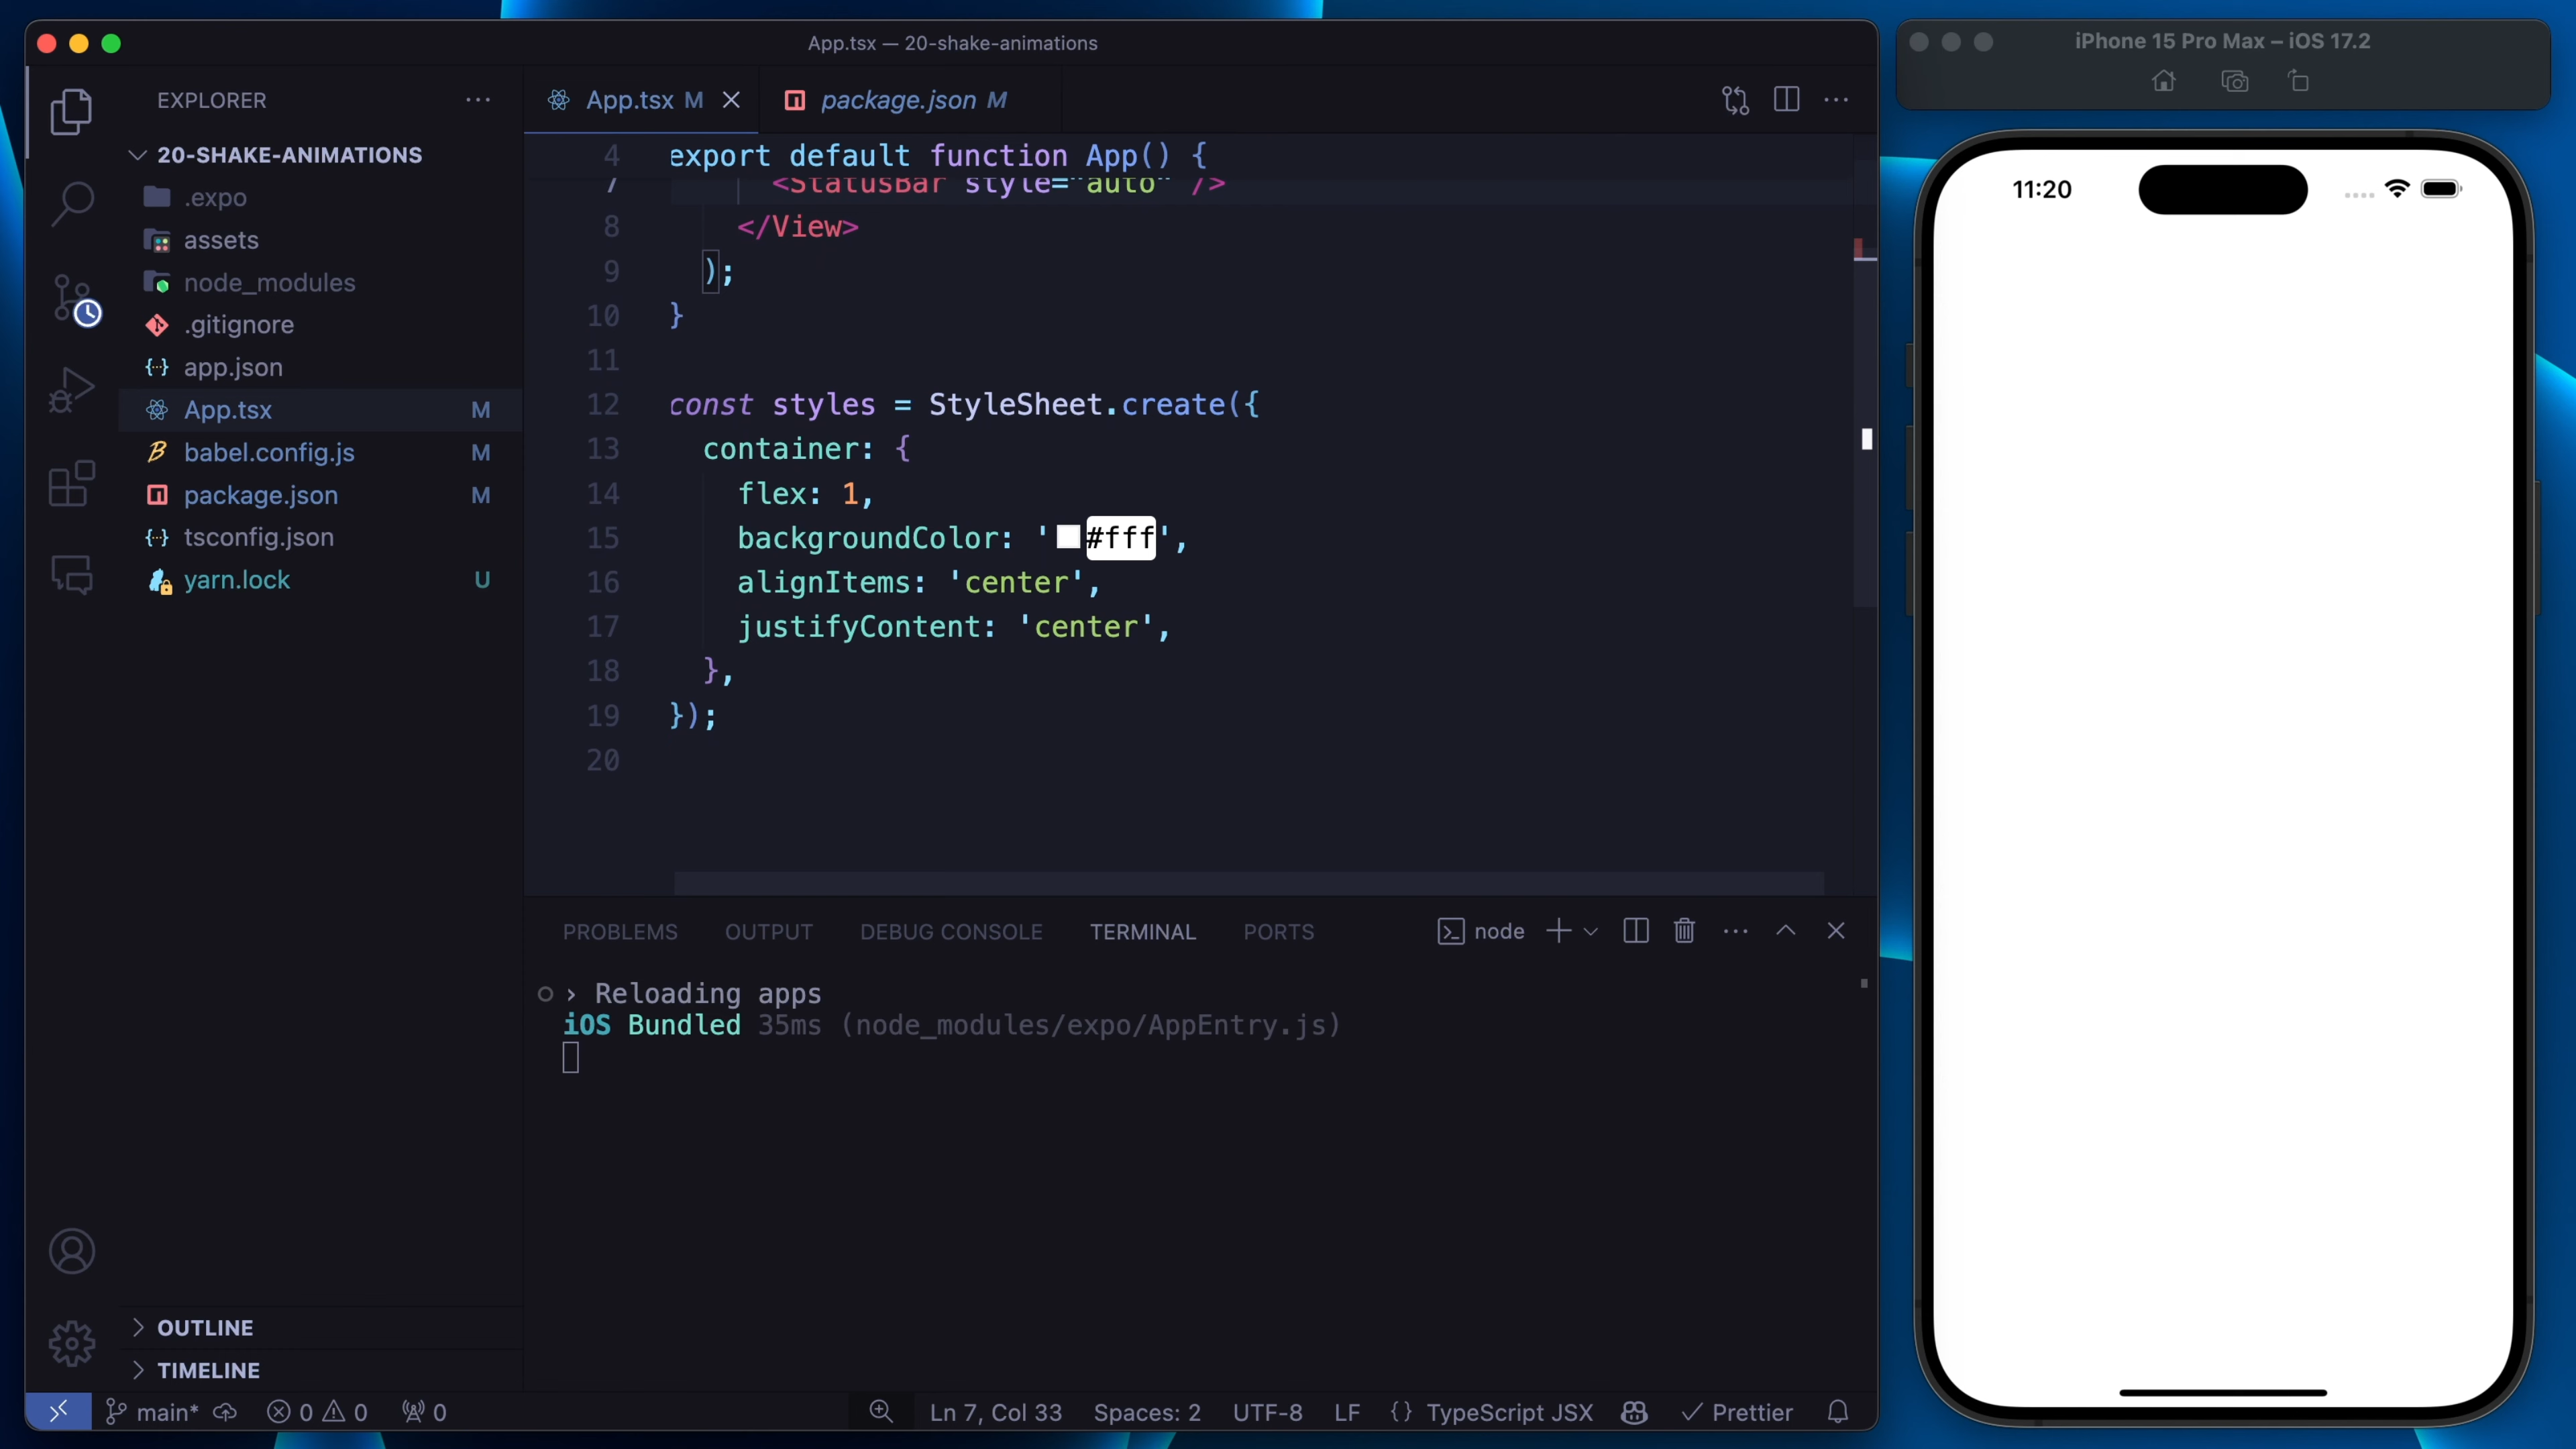 App.tsx — 20-shake-animations
iPhone 15 Pro Max – iOS 17.2
EXPLORER
App.tsx M
package.json M
20-SHAKE-ANIMATIONS
.expo
assets
node_modules
.gitignore
app.json
App.tsx M
babel.config.js M
package.json M
tsconfig.json
yarn.lock U
OUTLINE
TIMELINE
4 export default function App() {
7 <StatusBar style="auto" />
8 </View>
9 );
10 }
11
12 const styles = StyleSheet.create({
13 container: {
14 flex: 1,
15 backgroundColor: '#fff',
16 alignItems: 'center',
17 justifyContent: 'center',
18 },
19 });
20
PROBLEMS OUTPUT DEBUG CONSOLE TERMINAL PORTS node
› Reloading apps
iOS Bundled 35ms (node_modules/expo/AppEntry.js)
main* 0 0 0 Ln 7, Col 33 Spaces: 2 UTF-8 LF {} TypeScript JSX Prettier
11:20